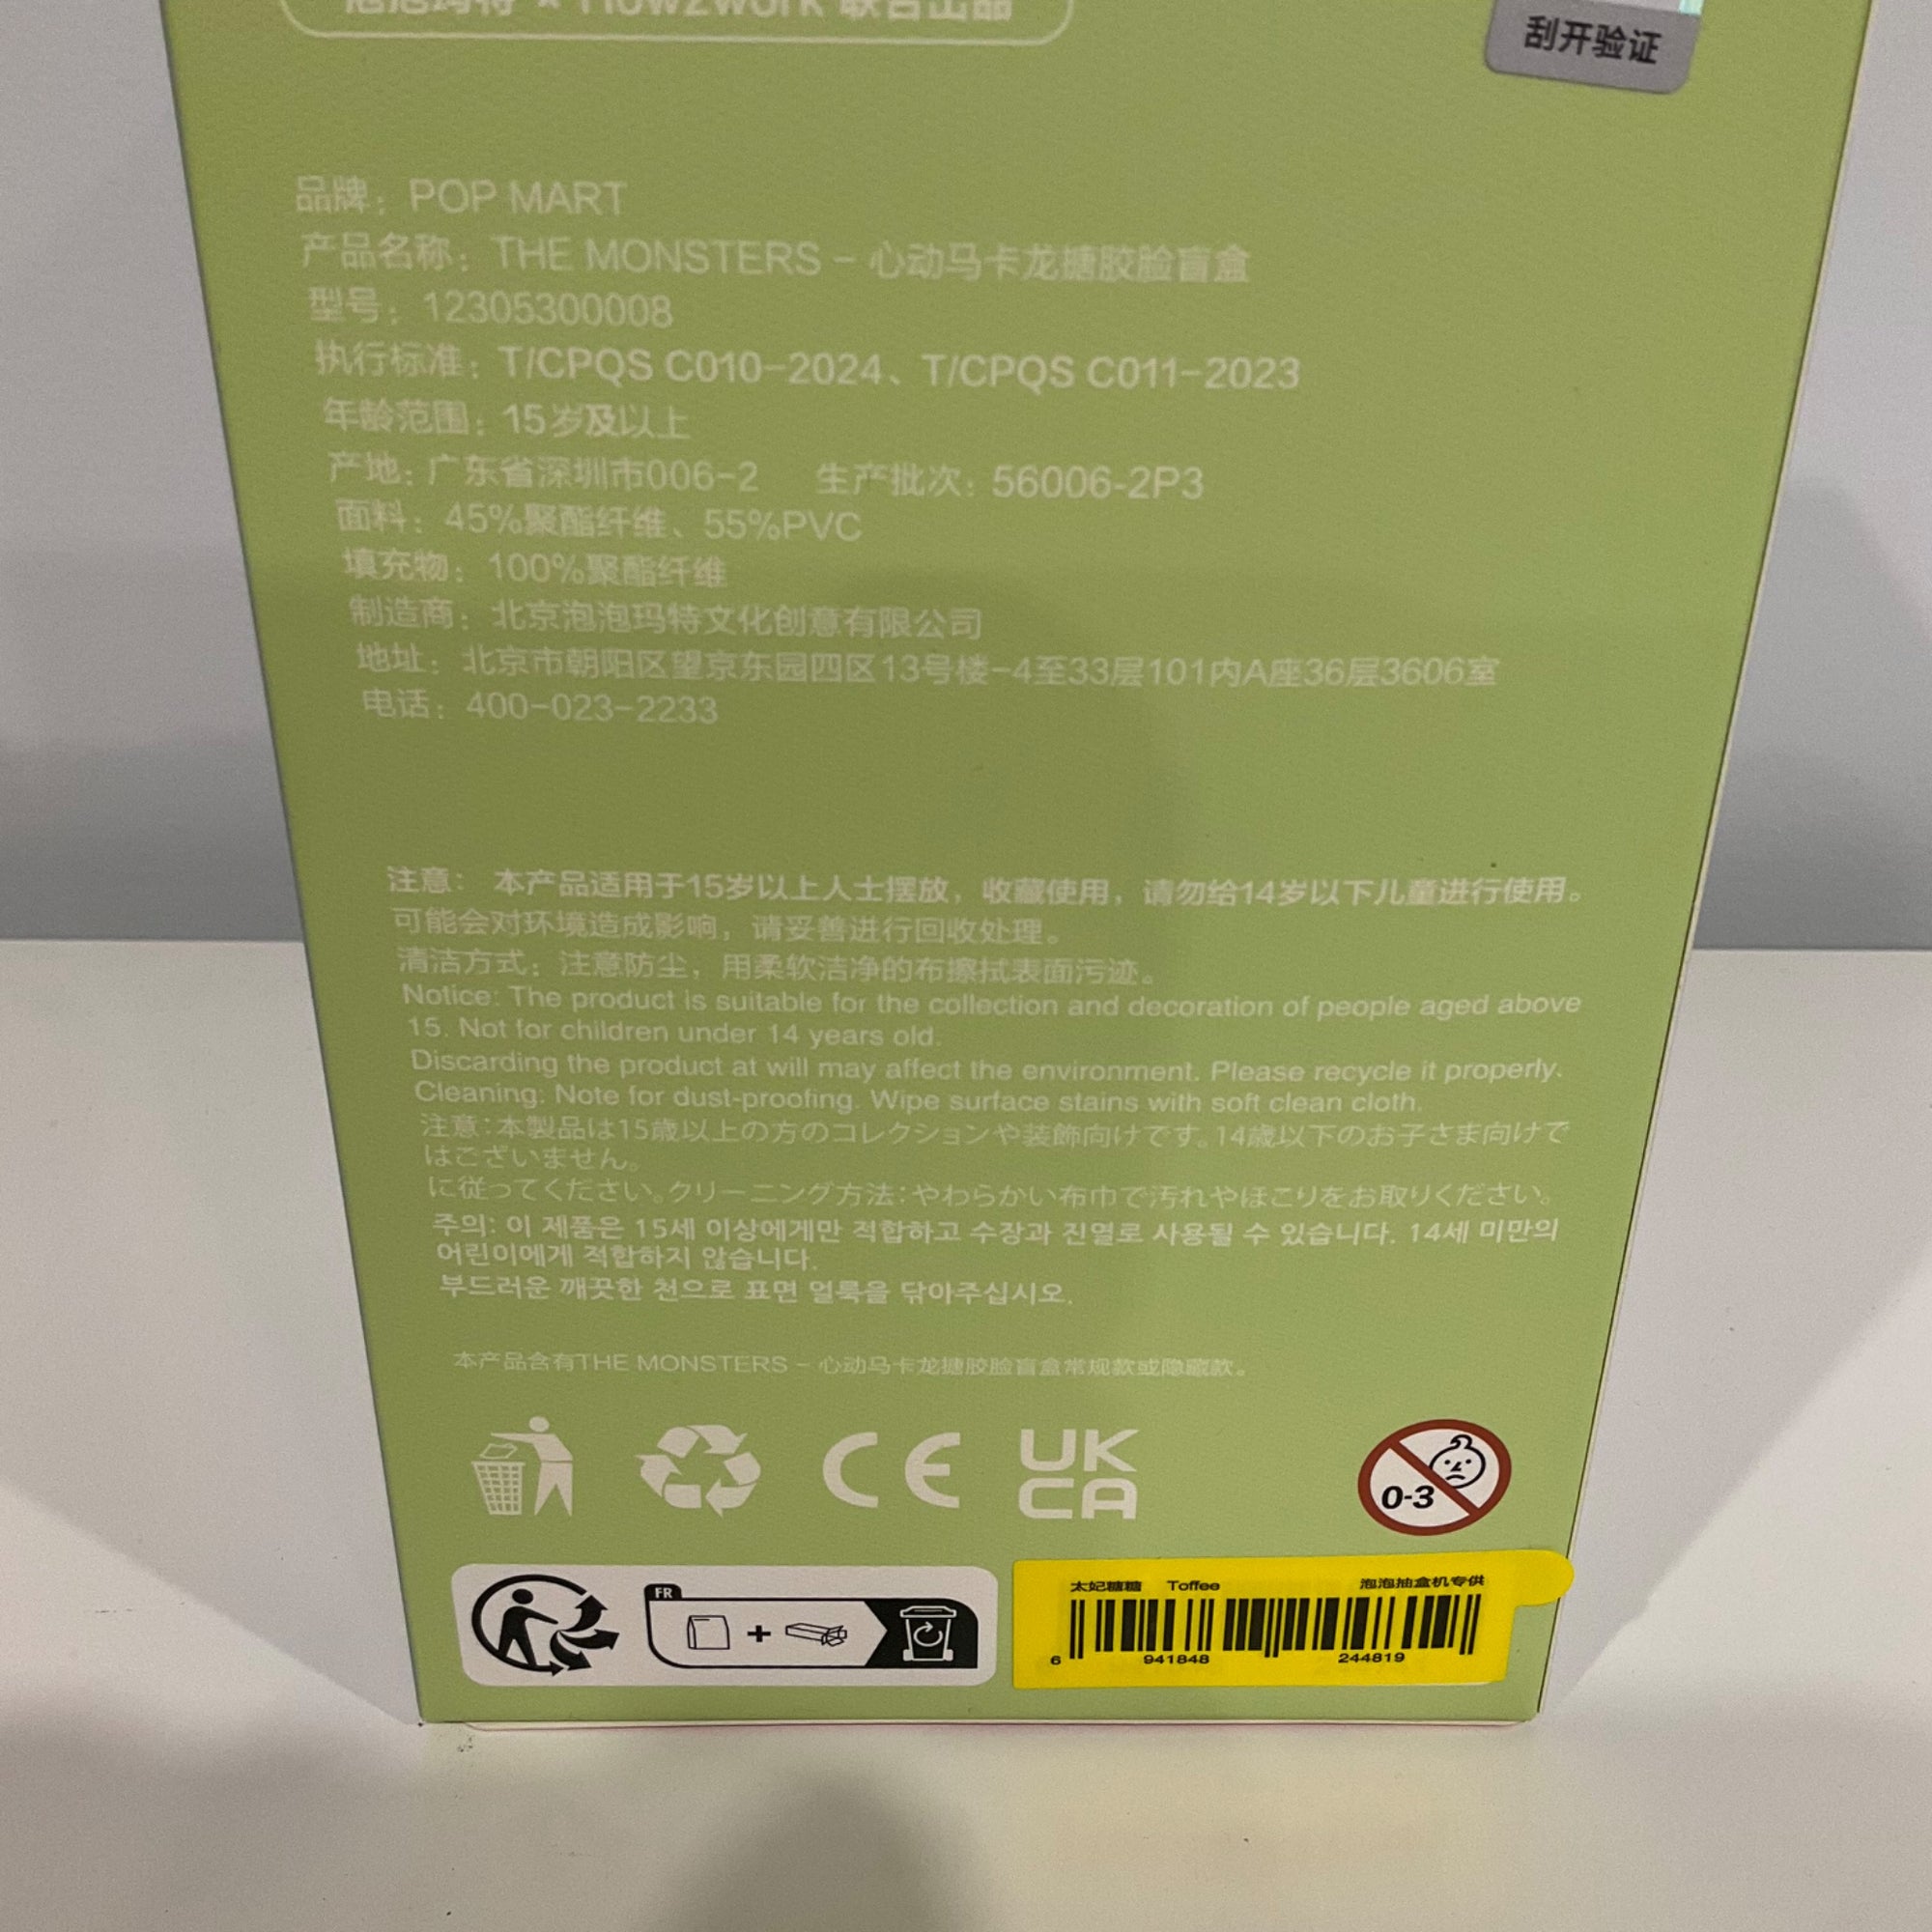 泡泡玛特 × How2work 联合出品
刮开验证
品牌：POP MART
产品名称：THE MONSTERS – 心动马卡龙搪胶脸盲盒
型号：12305300008
执行标准：T/CPQS C010-2024、T/CPQS C011-2023
年龄范围：15岁及以上
产地：广东省深圳市006-2 生产批次：56006-2P3
面料：45%聚酯纤维、55%PVC
填充物：100%聚酯纤维
制造商：北京泡泡玛特文化创意有限公司
地址：北京市朝阳区望京东园四区13号楼-4至33层101内A座36层3606室
电话：400-023-2233
注意： 本产品适用于15岁以上人士摆放，收藏使用，请勿给14岁以下儿童进行使用。
可能会对环境造成影响，请妥善进行回收处理。
清洁方式：注意防尘，用柔软洁净的布擦拭表面污迹。
Notice: The product is suitable for the collection and decoration of people aged above
15. Not for children under 14 years old.
Discarding the product at will may affect the environment. Please recycle it properly.
Cleaning: Note for dust-proofing. Wipe surface stains with soft clean cloth.
注意：本製品は15歳以上の方のコレクションや装飾向けです。14歳以下のお子さま向けで
はございません。
に従ってください。クリーニング方法：やわらかい布巾で汚れやほこりをお取りください。
주의: 이 제품은 15세 이상에게만 적합하고 수장과 진열로 사용될 수 있습니다. 14세 미만의
어린이에게 적합하지 않습니다.
부드러운 깨끗한 천으로 표면 얼룩을 닦아주십시오.
本产品含有THE MONSTERS – 心动马卡龙搪胶脸盲盒常规款或隐藏款。
CE
UK
CA
0-3
FR
太妃糖糖 Toffee 泡泡抽盒机专供
6 941848 244819